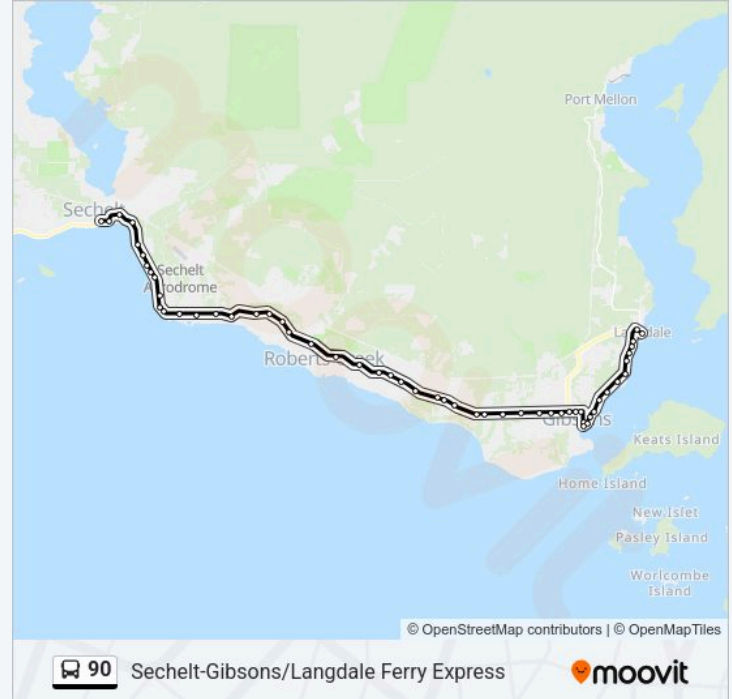 Port Mellon
Sechelt
Sechelt
Aerodrome
Langdale
Roberts Creek
Gibsons
Keats Island
Home Island
New Islet
Pasley Island
Worlcombe
Island
© OpenStreetMap contributors | © OpenMapTiles
90 Sechelt-Gibsons/Langdale Ferry Express
moovit